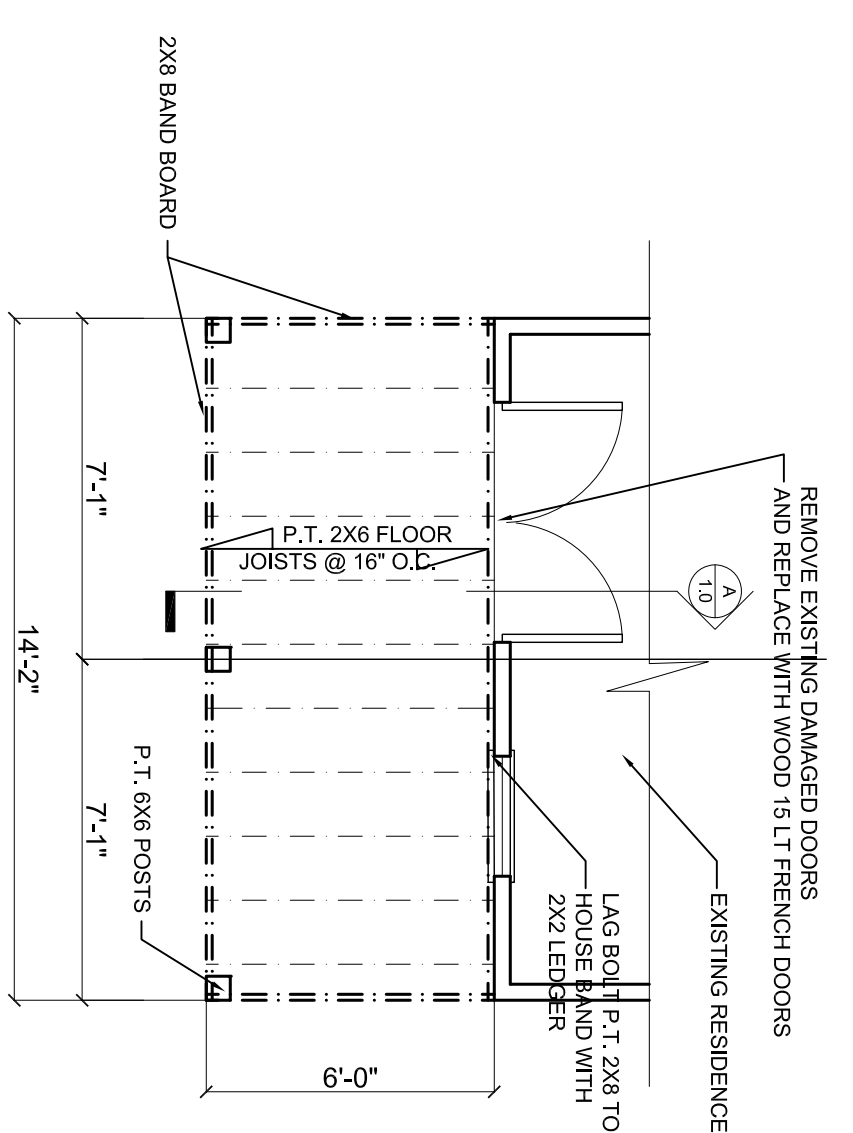 REMOVE EXISTING DAMAGED DOORS
AND REPLACE WITH WOOD 15 LT FRENCH DOORS
EXISTING RESIDENCE
A
1.0
LAG BOLT P.T. 2X8 TO
HOUSE BAND WITH
2X2 LEDGER
2X8 BAND BOARD
P.T. 2X6 FLOOR
JOISTS @ 16" O.C.
P.T. 6X6 POSTS
7'-1"
7'-1"
14'-2"
6'-0"